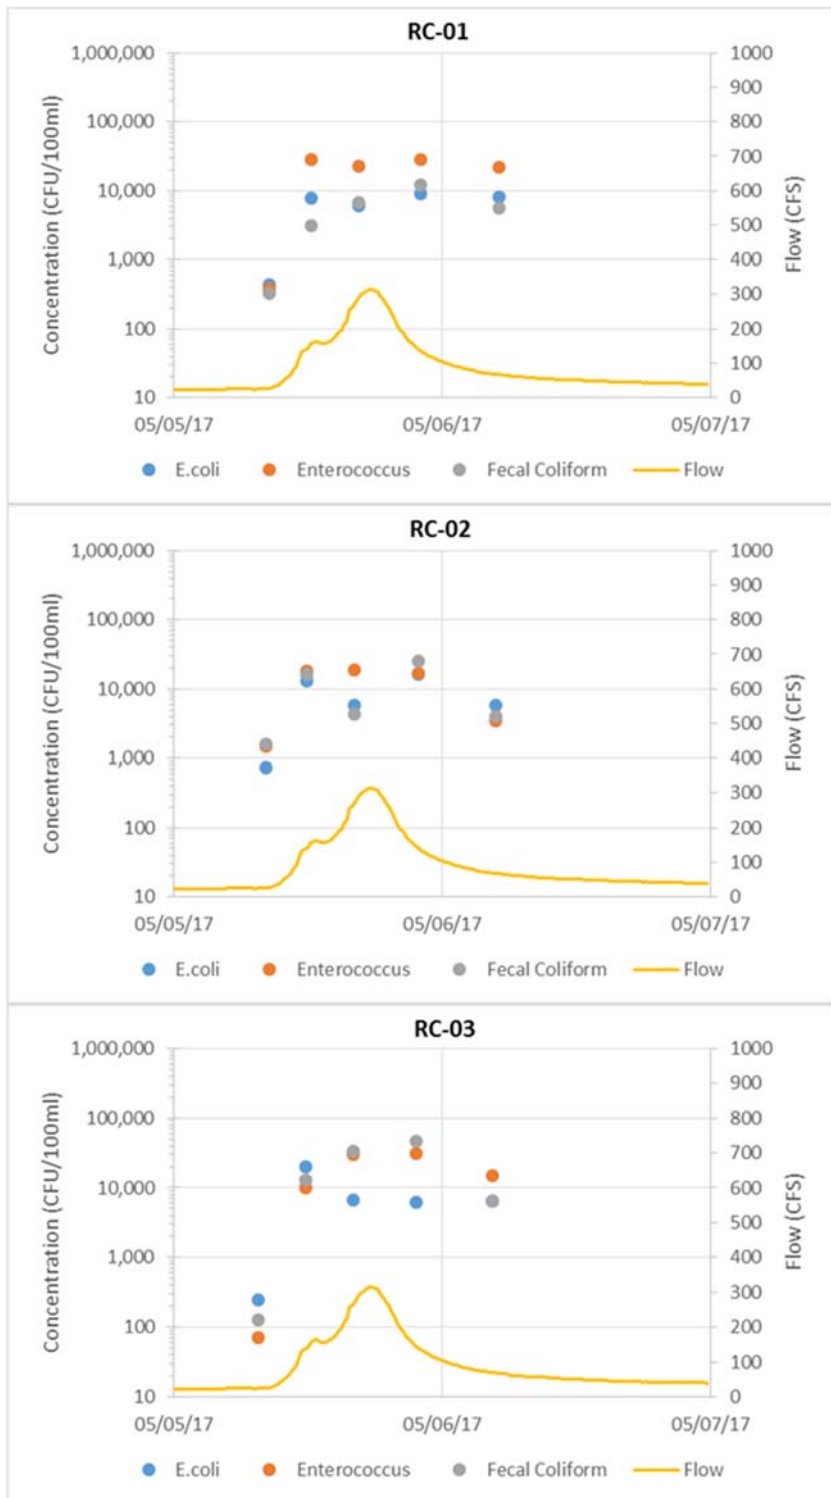 RC-01
1,000,000 1000
900
100,000 800
700
10,000 600
500
1,000 400
300
100 200
100
10 0
Concentration (CFU/100ml)
Flow (CFS)
05/05/17 05/06/17 05/07/17
E.coli Enterococcus Fecal Coliform Flow
RC-02
1,000,000 1000
900
100,000 800
700
10,000 600
500
1,000 400
300
100 200
100
10 0
Concentration (CFU/100ml)
Flow (CFS)
05/05/17 05/06/17 05/07/17
E.coli Enterococcus Fecal Coliform Flow
RC-03
1,000,000 1000
900
100,000 800
700
10,000 600
500
1,000 400
300
100 200
100
10 0
Concentration (CFU/100ml)
Flow (CFS)
05/05/17 05/06/17 05/07/17
E.coli Enterococcus Fecal Coliform Flow